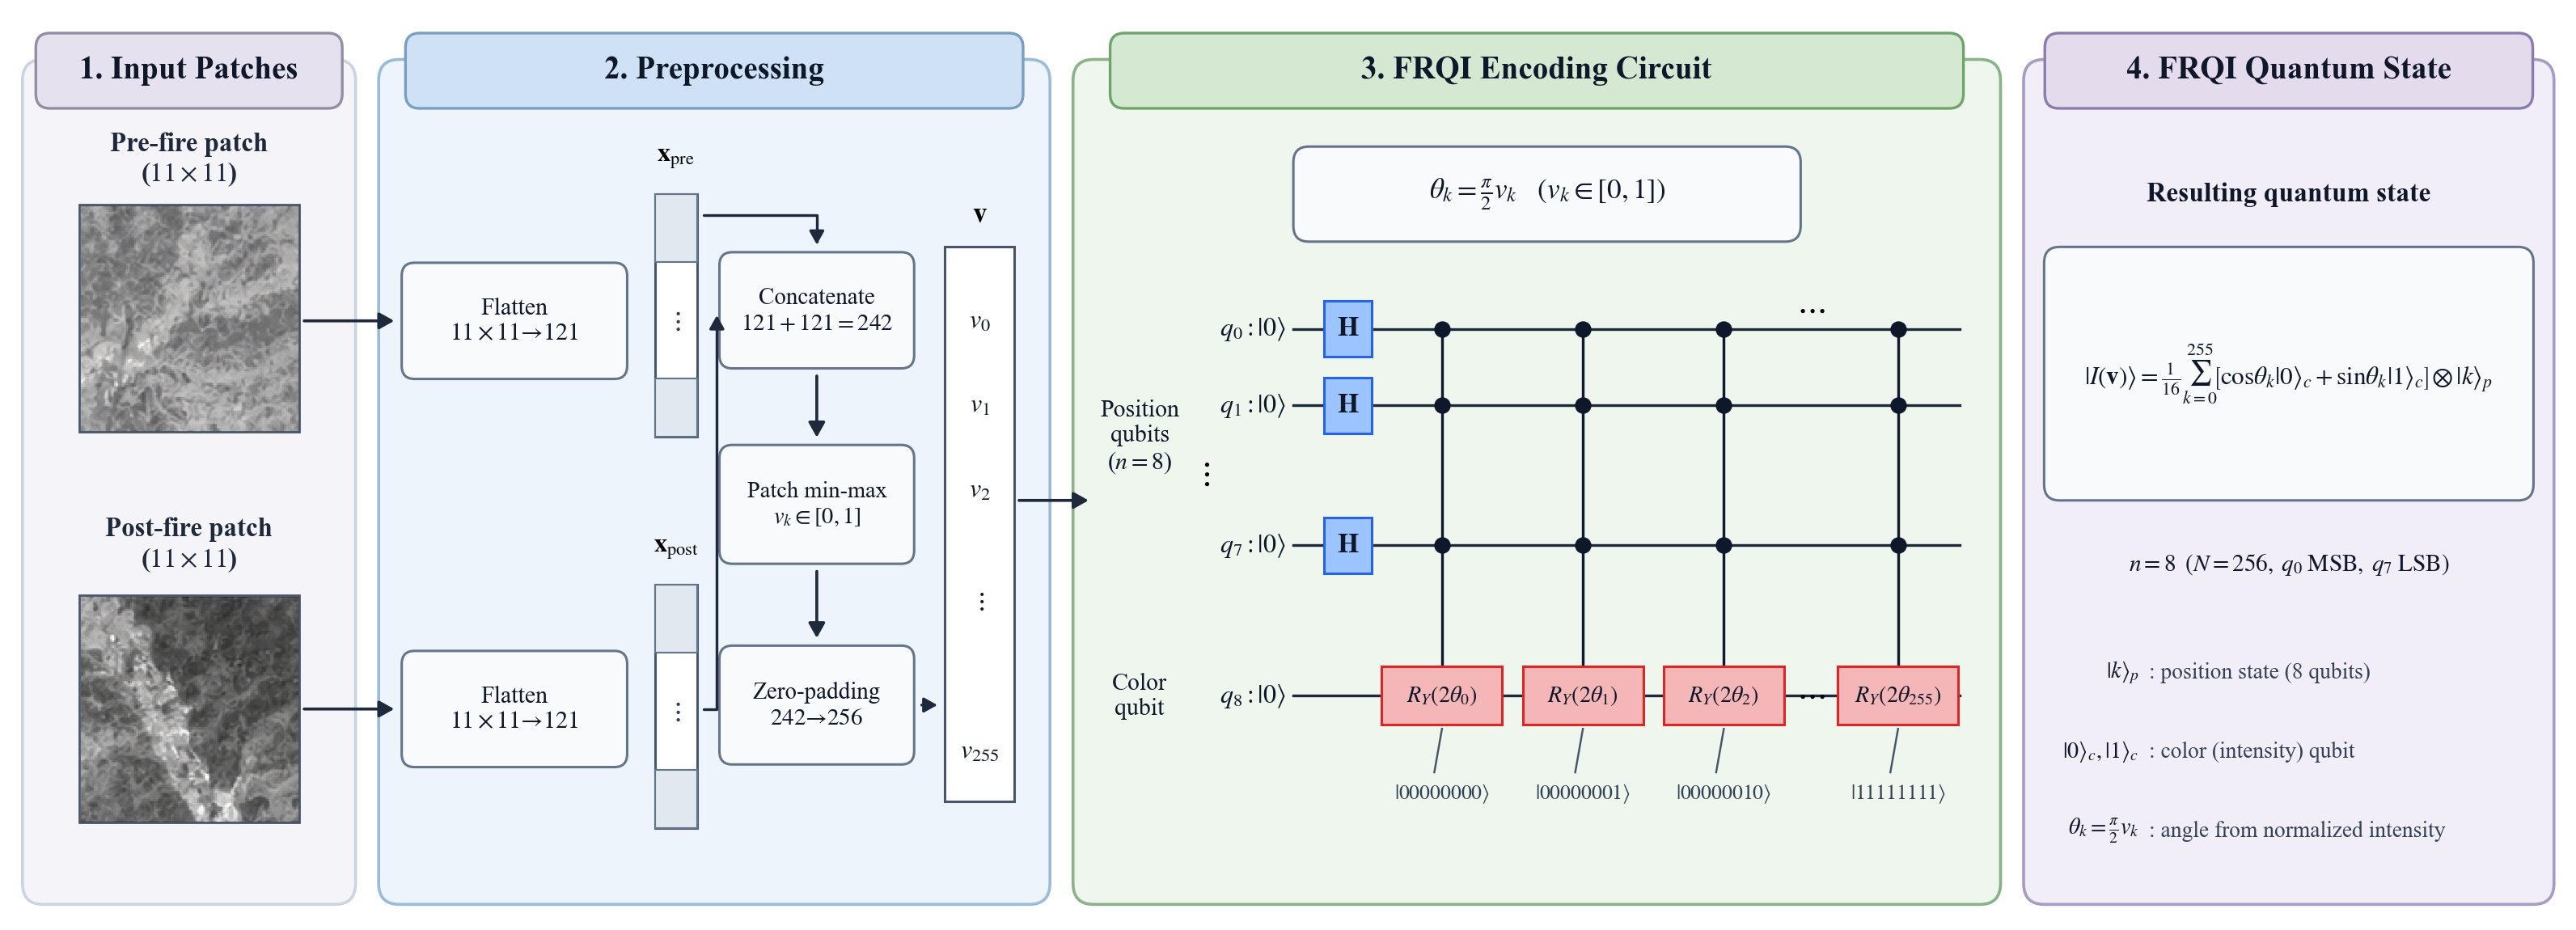 1. Input Patches
Pre-fire patch
(11×11)
Post-fire patch
(11×11)
2. Preprocessing
Flatten
11×11→121
Flatten
11×11→121
x_pre
⋮
x_post
⋮
Concatenate
121+121=242
Patch min-max
v_k∈[0,1]
Zero-padding
242→256
v
v_0
v_1
v_2
⋮
v_255
3. FRQI Encoding Circuit
θ_k=π/2 v_k (v_k∈[0,1])
Position
qubits
(n=8)
⋮
q_0:|0⟩ H ⋯
q_1:|0⟩ H
q_7:|0⟩ H
Color
qubit
q_8:|0⟩ R_Y(2θ_0) R_Y(2θ_1) R_Y(2θ_2) ⋯ R_Y(2θ_255)
|00000000⟩ |00000001⟩ |00000010⟩ |11111111⟩
4. FRQI Quantum State
Resulting quantum state
|I(v)⟩=1/16 ∑_{k=0}^{255}[cosθ_k|0⟩_c+sinθ_k|1⟩_c]⊗|k⟩_p
n=8 (N=256, q_0 MSB, q_7 LSB)
|k⟩_p : position state (8 qubits)
|0⟩_c,|1⟩_c : color (intensity) qubit
θ_k=π/2 v_k : angle from normalized intensity